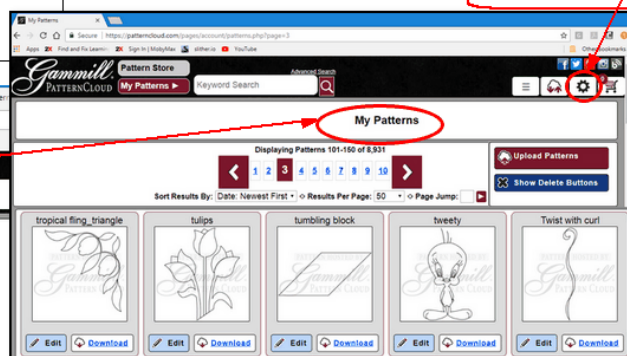 My Patterns
Secure | https://patterncloud.com/pages/account/patterns.php?page=3
Apps Find and Fix Learnin Sign In | MobyMax slither.io YouTube Other bookmarks
Gammill
PATTERNCLOUD
Pattern Store
My Patterns ►
Advanced Search
Keyword Search
My Patterns
Displaying Patterns 101-150 of 8,931
1 2 3 4 5 6 7 8 9 10
Upload Patterns
Show Delete Buttons
Sort Results By: Date: Newest First Results Per Page: 50 Page Jump:
tropical fling_triangle tulips tumbling block tweety Twist with curl
Edit Download Edit Download Edit Download Edit Download Edit Download